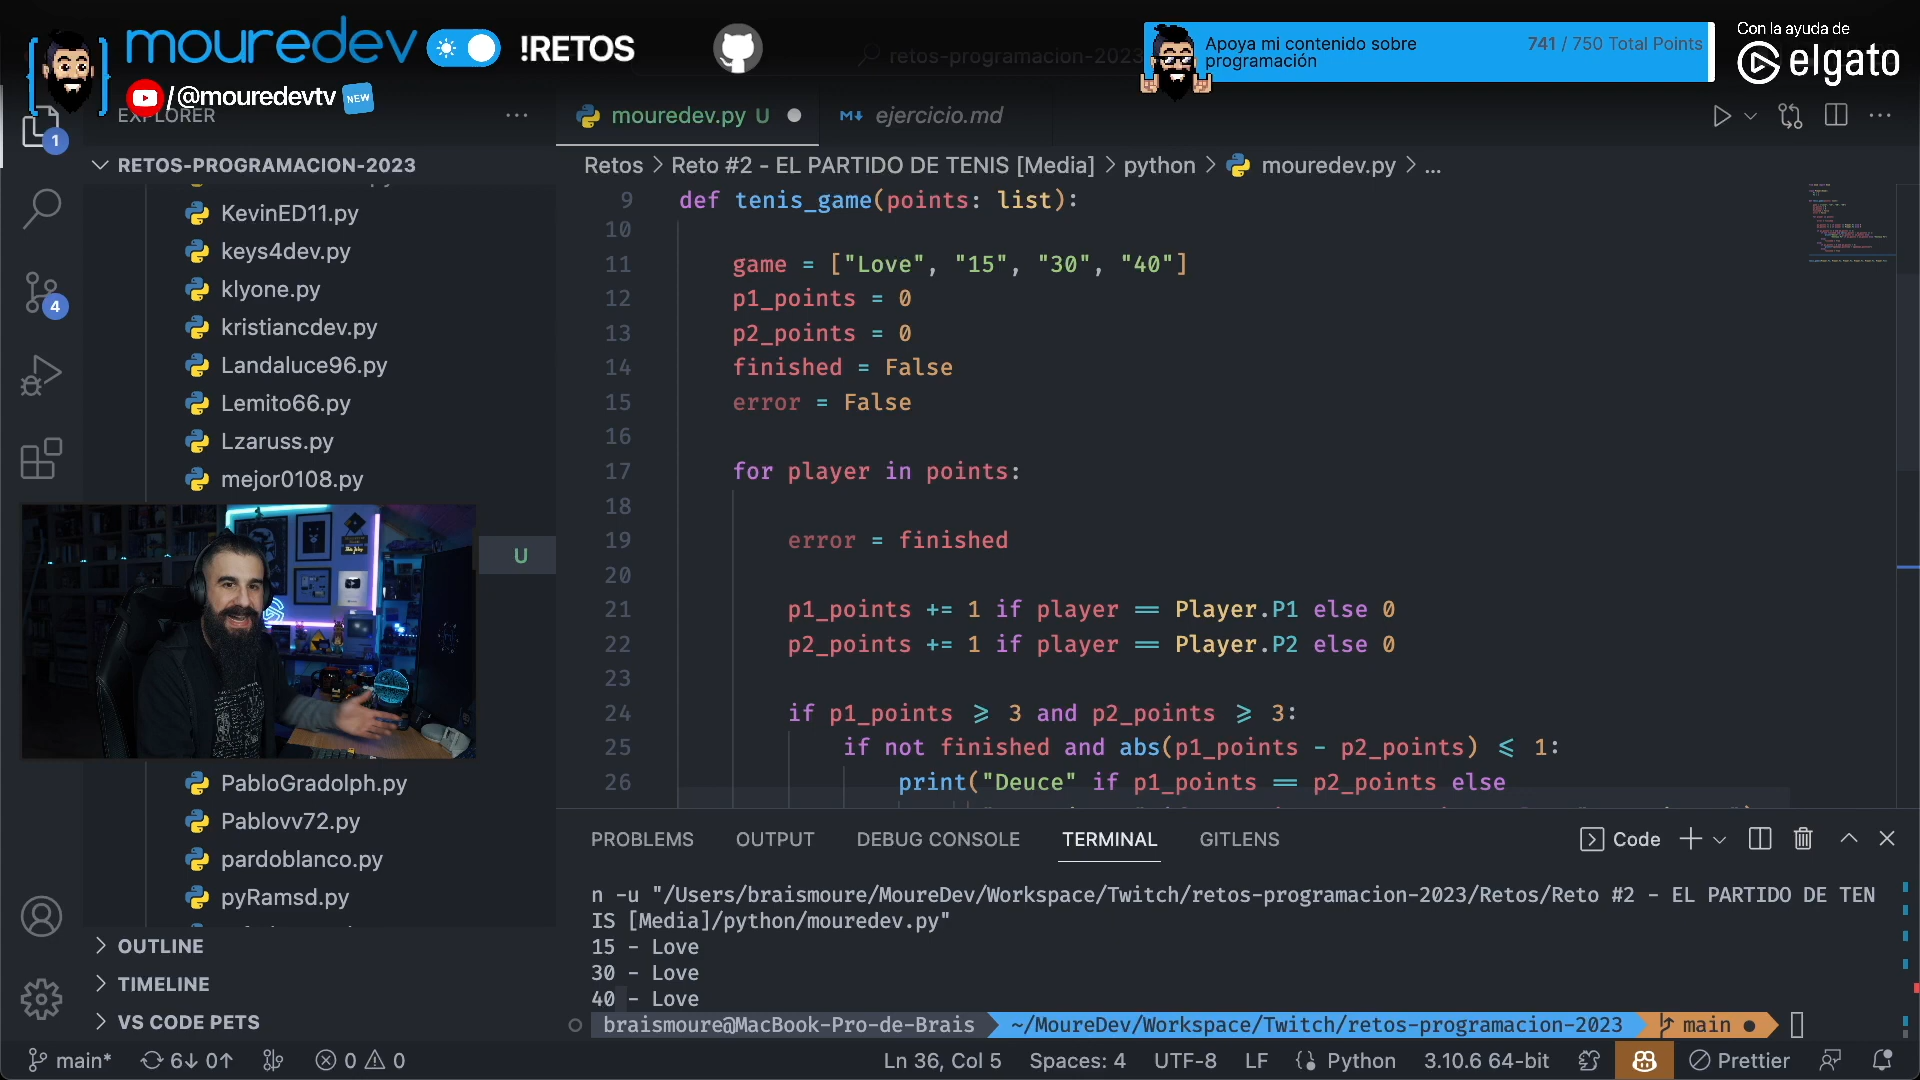 mouredev
!RETOS
/@mouredevtv
NEW
retos-programacion-2023
Apoya mi contenido sobre
programación
741 / 750 Total Points
Con la ayuda de
elgato
EXPLORER
1
mouredev.py U
ejercicio.md
RETOS-PROGRAMACION-2023
Retos > Reto #2 - EL PARTIDO DE TENIS [Media] > python > mouredev.py > ...
KevinED11.py
keys4dev.py
klyone.py
4
kristiancdev.py
Landaluce96.py
Lemito66.py
Lzaruss.py
mejor0108.py
U
PabloGradolph.py
Pablovv72.py
pardoblanco.py
pyRamsd.py
OUTLINE
TIMELINE
VS CODE PETS
9 def tenis_game(points: list):
10
11 game = ["Love", "15", "30", "40"]
12 p1_points = 0
13 p2_points = 0
14 finished = False
15 error = False
16
17 for player in points:
18
19 error = finished
20
21 p1_points += 1 if player == Player.P1 else 0
22 p2_points += 1 if player == Player.P2 else 0
23
24 if p1_points >= 3 and p2_points >= 3:
25 if not finished and abs(p1_points - p2_points) <= 1:
26 print("Deuce" if p1_points == p2_points else
PROBLEMS OUTPUT DEBUG CONSOLE TERMINAL GITLENS
Code
n -u "/Users/braismoure/MoureDev/Workspace/Twitch/retos-programacion-2023/Retos/Reto #2 - EL PARTIDO DE TEN
IS [Media]/python/mouredev.py"
15 - Love
30 - Love
40 - Love
braismoure@MacBook-Pro-de-Brais ~/MoureDev/Workspace/Twitch/retos-programacion-2023 main
main* 6↓ 0↑ 0 0
Ln 36, Col 5 Spaces: 4 UTF-8 LF Python 3.10.6 64-bit Prettier